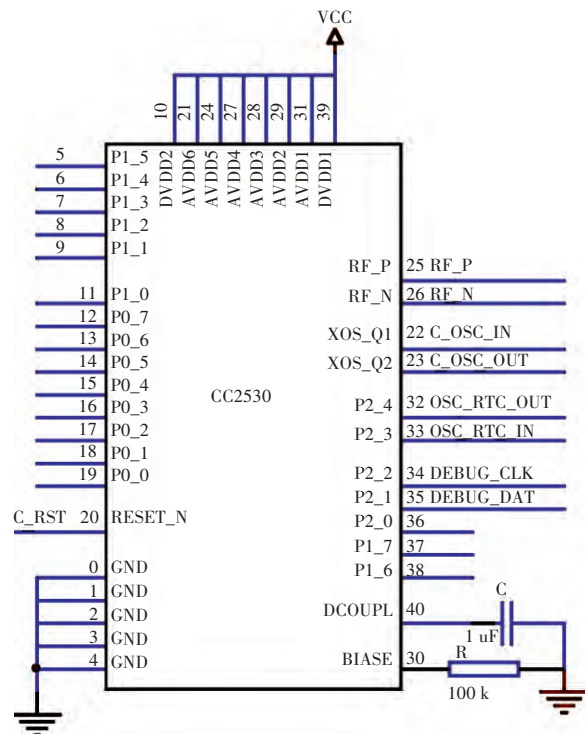 VCC
10 21 24 27 28 29 31 39
DVDD2 AVDD6 AVDD5 AVDD4 AVDD3 AVDD2 AVDD1 DVDD1
5 P1_5
6 P1_4
7 P1_3
8 P1_2
9 P1_1
11 P1_0
12 P0_7
13 P0_6
14 P0_5
15 P0_4
16 P0_3
17 P0_2
18 P0_1
19 P0_0
C_RST 20 RESET_N
0 GND
1 GND
2 GND
3 GND
4 GND
CC2530
RF_P 25 RF_P
RF_N 26 RF_N
XOS_Q1 22 C_OSC_IN
XOS_Q2 23 C_OSC_OUT
P2_4 32 OSC_RTC_OUT
P2_3 33 OSC_RTC_IN
P2_2 34 DEBUG_CLK
P2_1 35 DEBUG_DAT
P2_0 36
P1_7 37
P1_6 38
DCOUPL 40
C
1 uF
BIASE 30
R
100 k